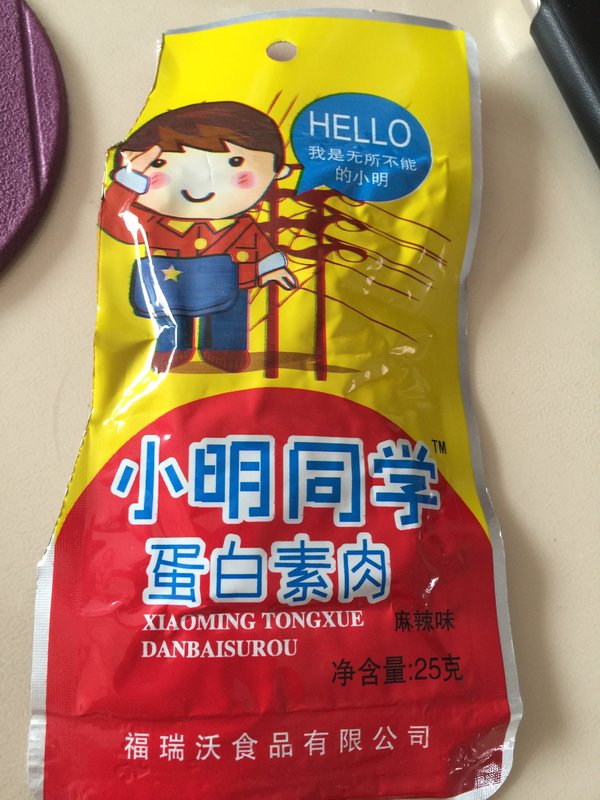 HELLO
我是无所不能
的小明
小明同学™
蛋白素肉
XIAOMING TONGXUE
DANBAISUROU
麻辣味
净含量:25克
福瑞沃食品有限公司